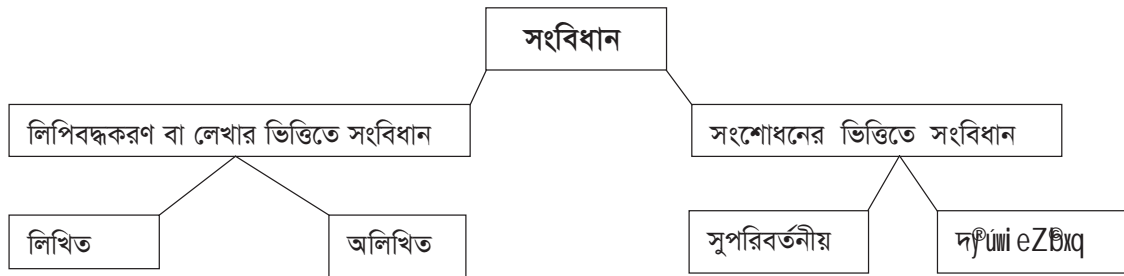 সংবিধান
লিপিবদ্ধকরণ বা লেখার ভিত্তিতে সংবিধান
সংশোধনের ভিত্তিতে সংবিধান
লিখিত
অলিখিত
সুপরিবর্তনীয়